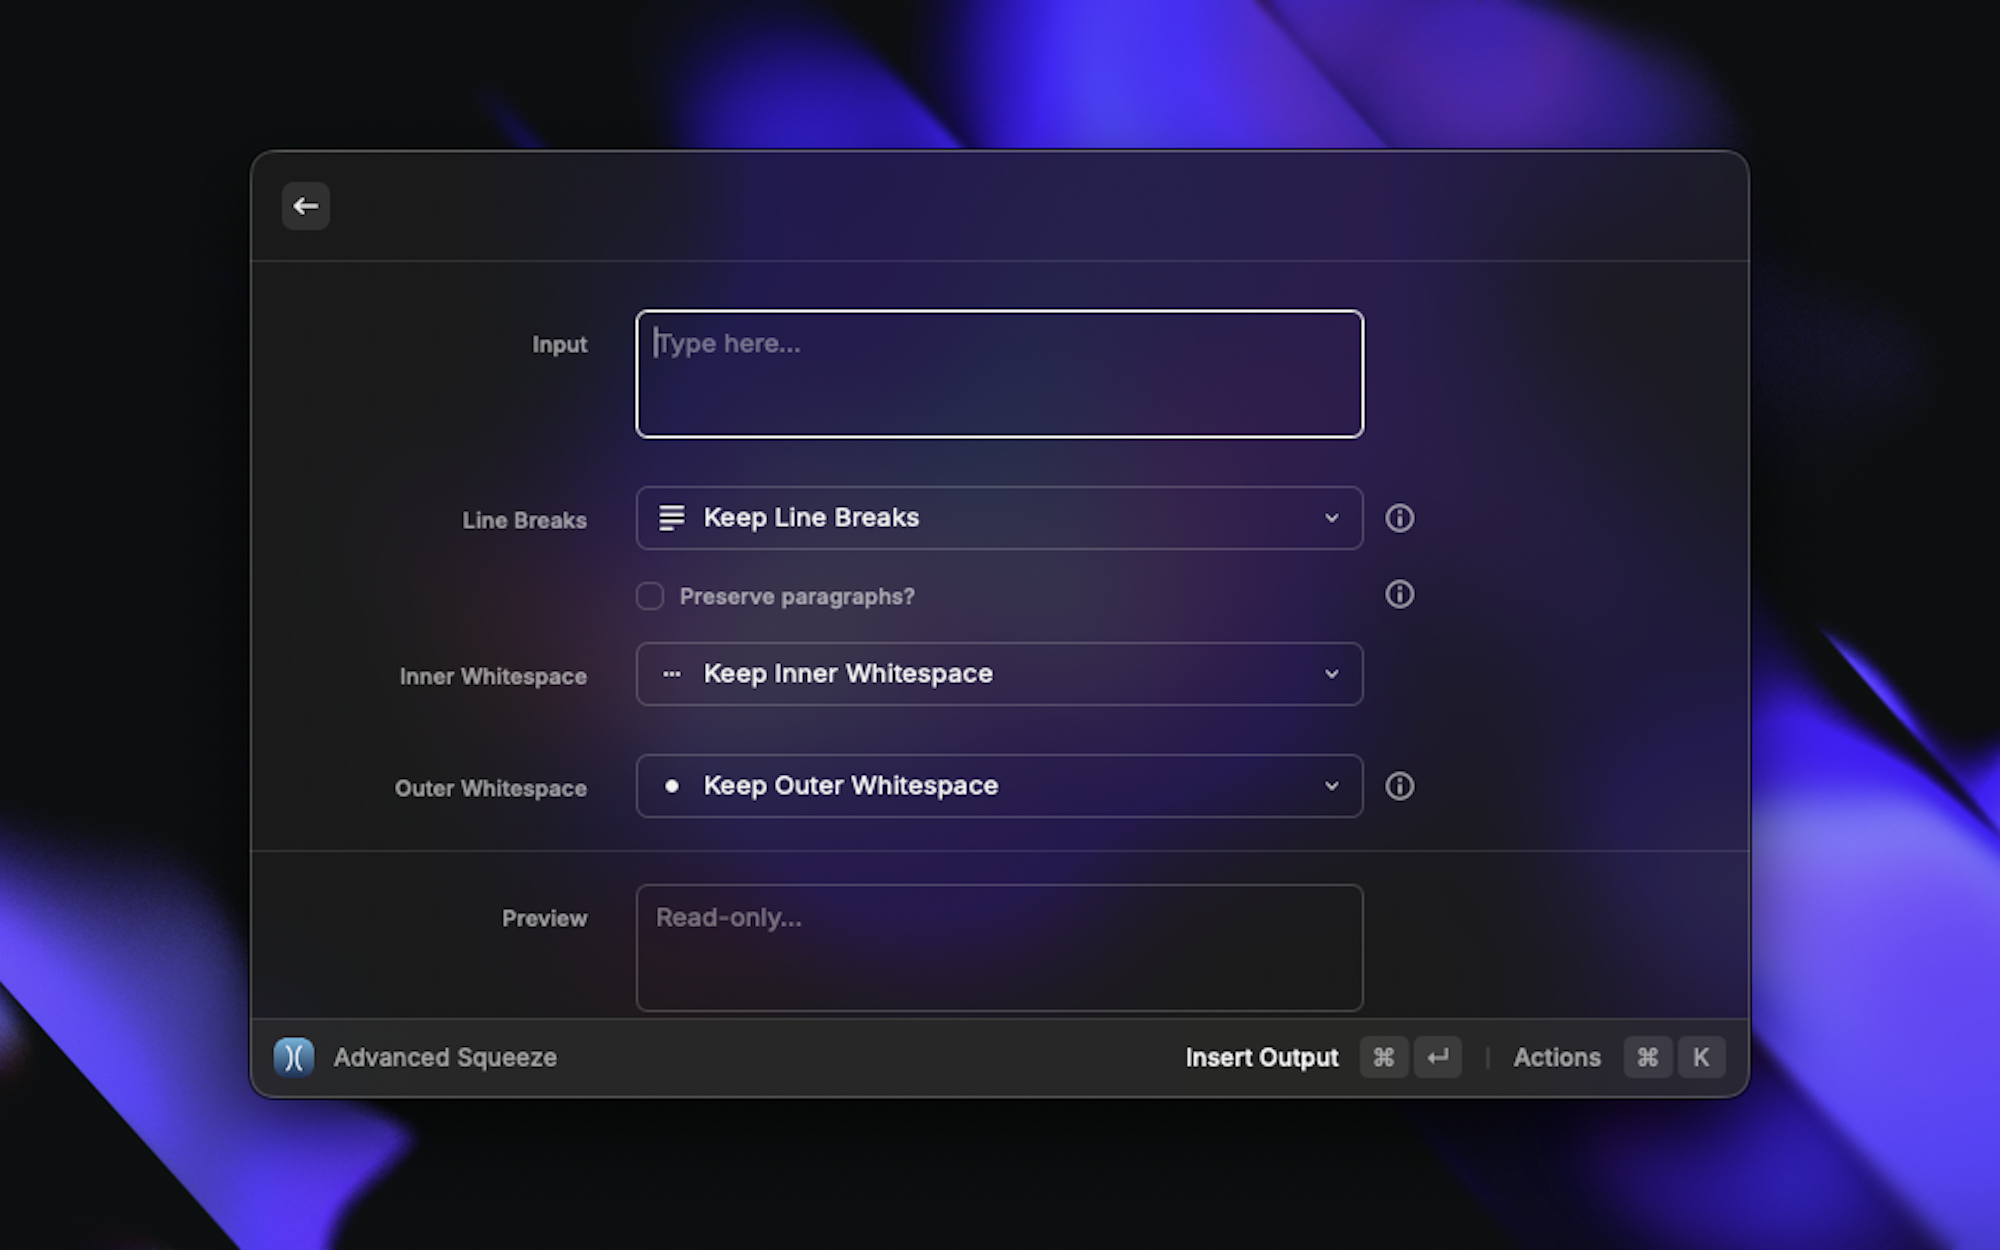 Input
Type here...
Line Breaks
Keep Line Breaks
Preserve paragraphs?
Inner Whitespace
Keep Inner Whitespace
Outer Whitespace
Keep Outer Whitespace
Preview
Read-only...
Advanced Squeeze
Insert Output ⌘ ↵ | Actions ⌘ K